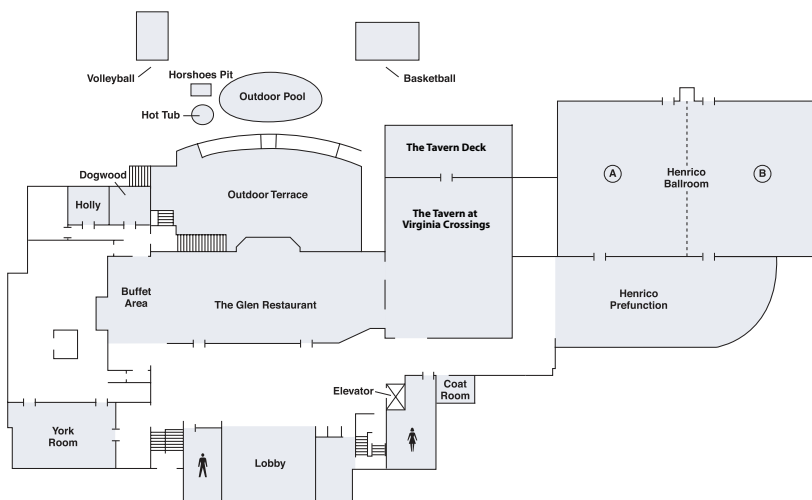 Volleyball
Horshoes Pit
Outdoor Pool
Basketball
Hot Tub
The Tavern Deck
Dogwood
Holly
Outdoor Terrace
The Tavern at
Virginia Crossings
A
Henrico
Ballroom
B
Buffet
Area
The Glen Restaurant
Henrico
Prefunction
Elevator
Coat
Room
York
Room
Lobby